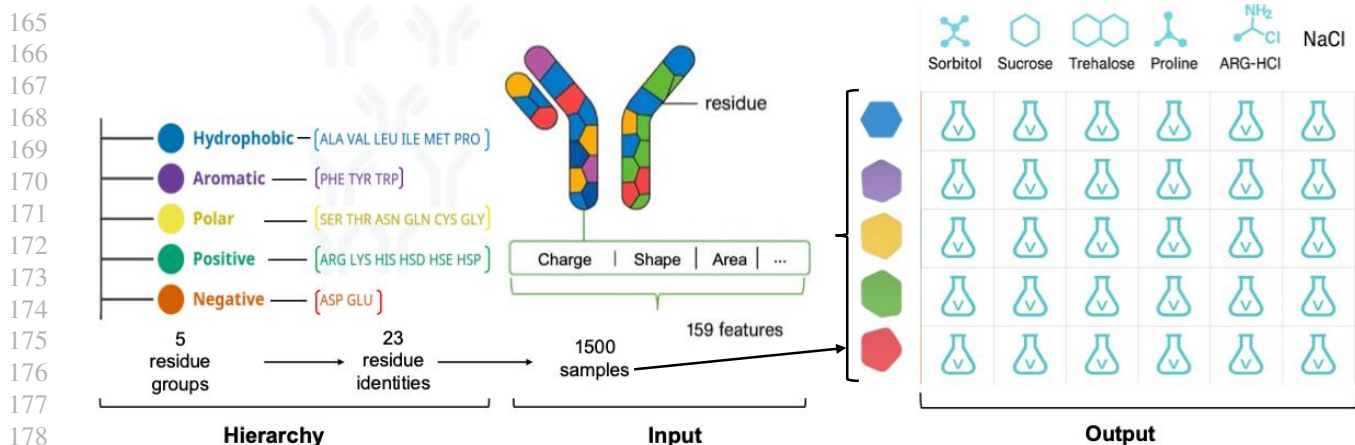 165
166
167
168
169
170
171
172
173
174
175
176
177
178
Hydrophobic
ALA VAL LEU ILE MET PRO
Aromatic
PHE TYR TRP
Polar
SER THR ASN GLN CYS GLY
Positive
ARG LYS HIS HSD HSE HSP
Negative
ASP GLU
5
residue
groups
23
residue
identities
Hierarchy
residue
Charge | Shape | Area | ...
159 features
1500
samples
Input
NH₂
Cl
Sorbitol Sucrose Trehalose Proline ARG-HCl NaCl
V V V V V V
V V V V V V
V V V V V V
V V V V V V
V V V V V V
Output